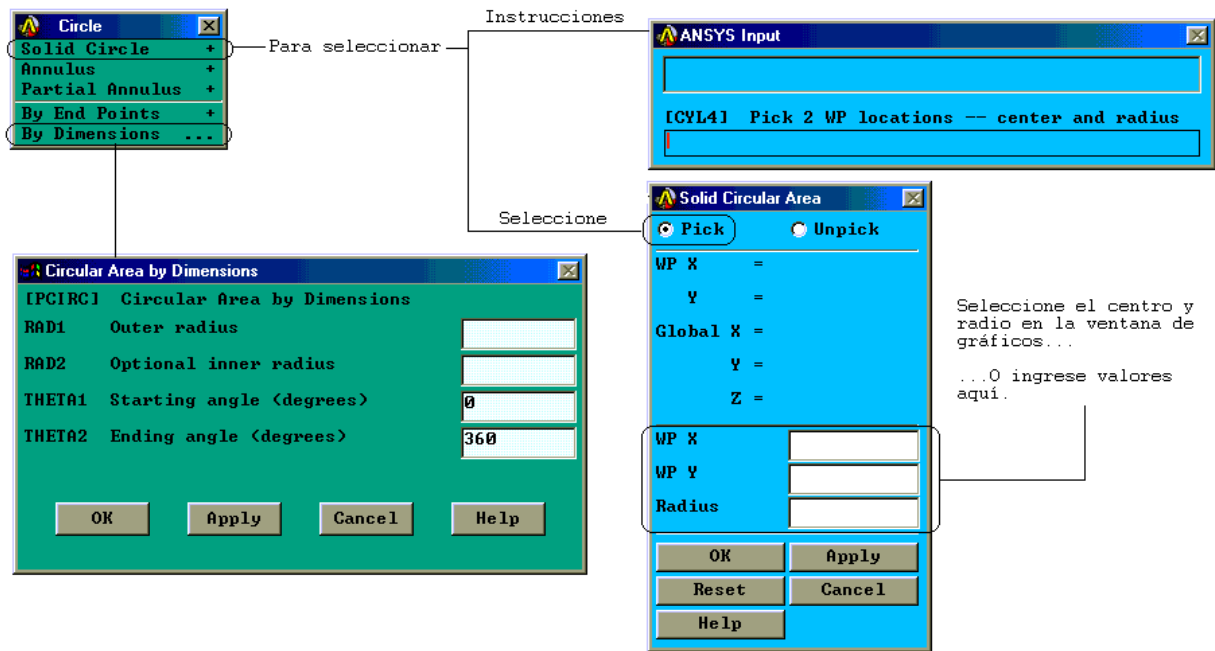 Circle
Solid Circle +
Annulus +
Partial Annulus +
By End Points +
By Dimensions ...
Para seleccionar
Instrucciones
ANSYS Input
[CYL4] Pick 2 WP locations -- center and radius
Seleccione
Solid Circular Area
Pick Unpick
WP X =
Y =
Global X =
Y =
Z =
WP X
WP Y
Radius
OK Apply
Reset Cancel
Help
Seleccione el centro y
radio en la ventana de
gráficos...
...O ingrese valores
aquí.
Circular Area by Dimensions
[PCIRC] Circular Area by Dimensions
RAD1 Outer radius
RAD2 Optional inner radius
THETA1 Starting angle (degrees) 0
THETA2 Ending angle (degrees) 360
OK Apply Cancel Help